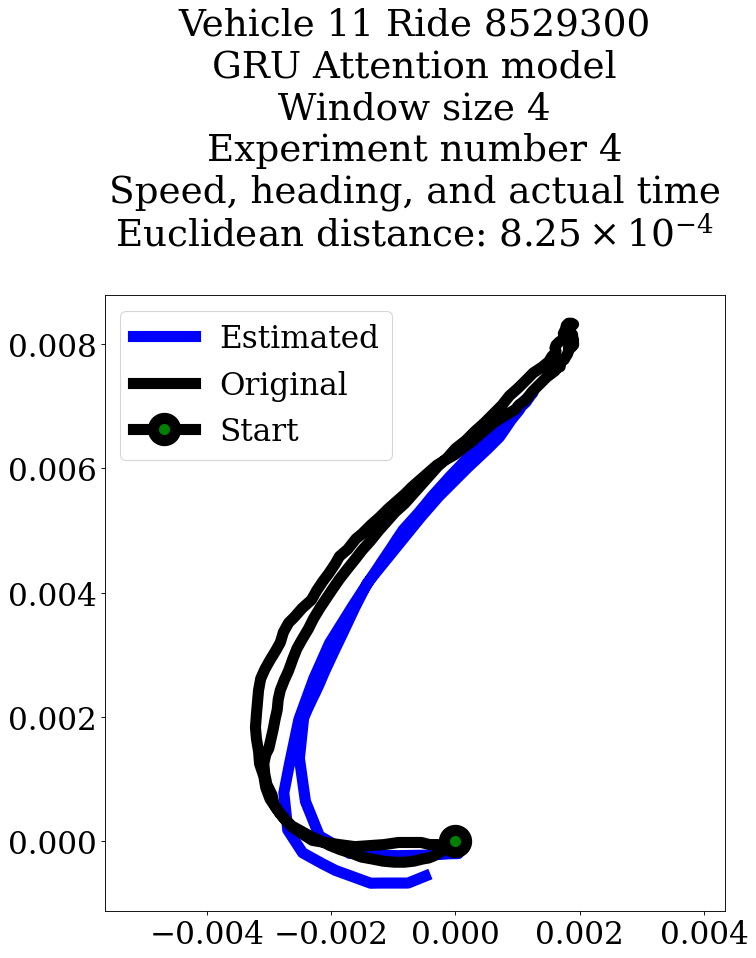 Vehicle 11 Ride 8529300
GRU Attention model
Window size 4
Experiment number 4
Speed, heading, and actual time
Euclidean distance: 8.25 × 10⁻⁴
Estimated
Original
Start
0.008
0.006
0.004
0.002
0.000
−0.004 −0.002 0.000 0.002 0.004